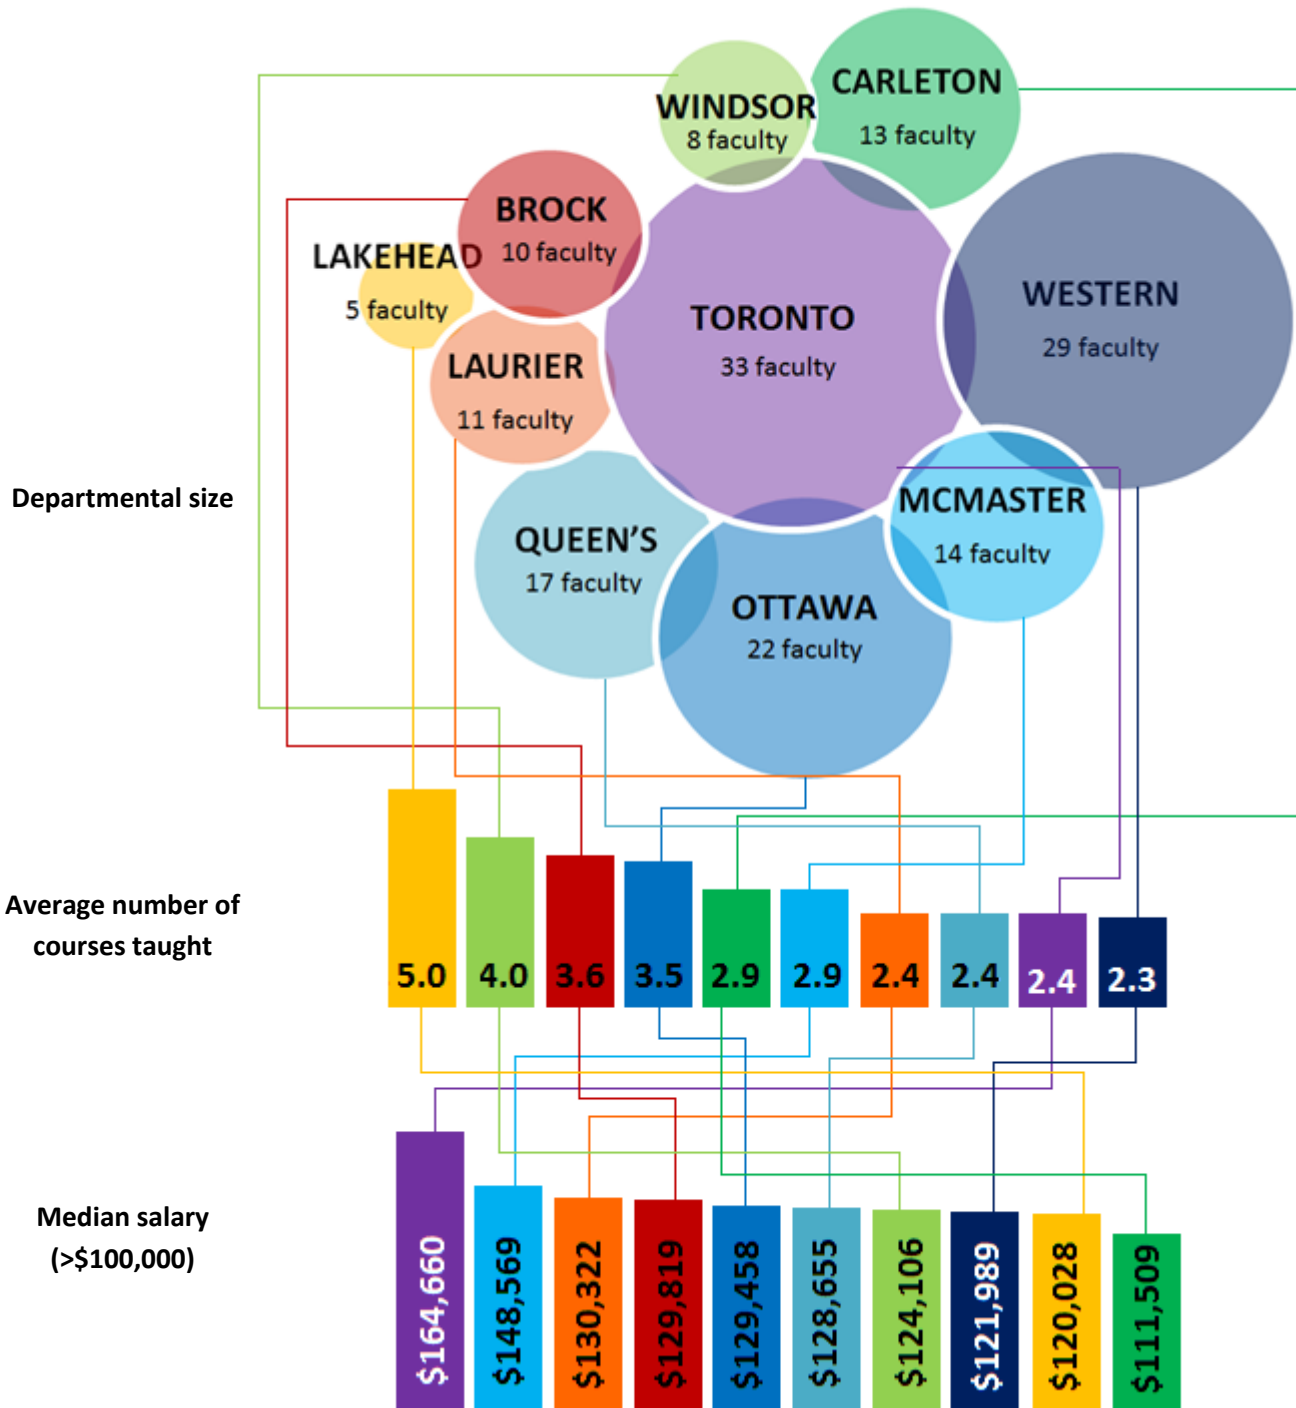 WINDSOR
8 faculty
CARLETON
13 faculty
BROCK
10 faculty
LAKEHEAD
5 faculty
LAURIER
11 faculty
TORONTO
33 faculty
WESTERN
29 faculty
Departmental size
QUEEN'S
17 faculty
OTTAWA
22 faculty
MCMASTER
14 faculty
Average number of
courses taught
5.0
4.0
3.6
3.5
2.9
2.9
2.4
2.4
2.4
2.3
Median salary
(>$100,000)
$164,660
$148,569
$130,322
$129,819
$129,458
$128,655
$124,106
$121,989
$120,028
$111,509